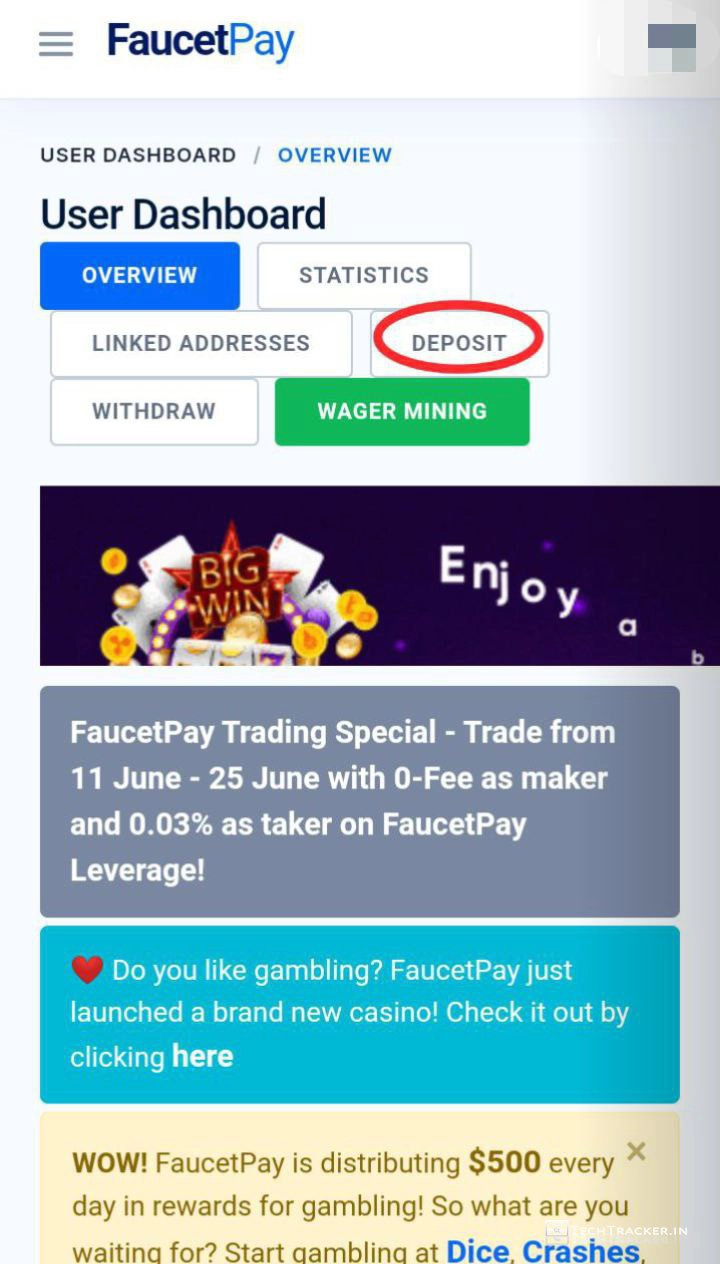 FaucetPay
USER DASHBOARD / OVERVIEW
User Dashboard
OVERVIEW
STATISTICS
LINKED ADDRESSES
DEPOSIT
WITHDRAW
WAGER MINING
BIG
WIN
Enjoy
a
b
FaucetPay Trading Special - Trade from
11 June - 25 June with 0-Fee as maker
and 0.03% as taker on FaucetPay
Leverage!
❤️ Do you like gambling? FaucetPay just
launched a brand new casino! Check it out by
clicking here
WOW! FaucetPay is distributing $500 every ×
day in rewards for gambling! So what are you
waiting for? Start gambling at Dice, Crashes,
TECHTRACKER.IN